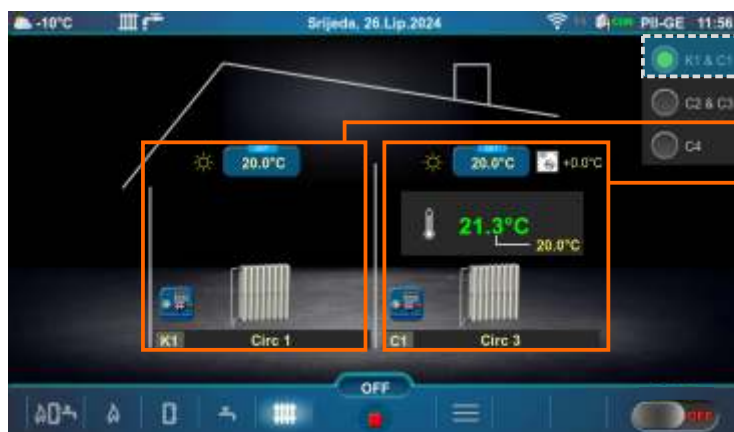 -10°C Srijeda, 26.Lip.2024 PII-GE 11:56
K1 & C1
C2 & C3
C4
20.0°C 20.0°C +0.0°C
21.3°C
20.0°C
K1 Circ 1 C1 Circ 3
OFF
OFF